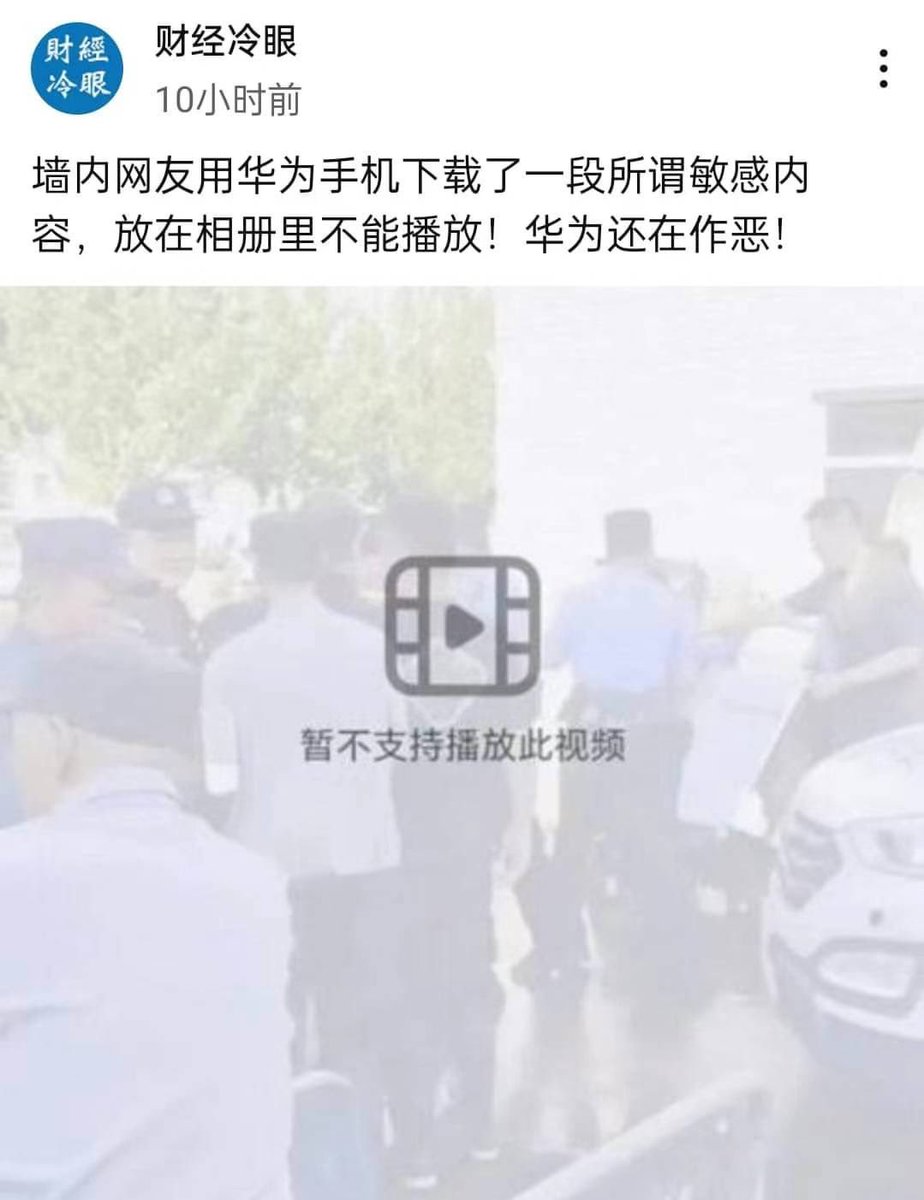 財經
冷眼
财经冷眼
10小时前
墙内网友用华为手机下载了一段所谓敏感内
容，放在相册里不能播放！华为还在作恶！
暂不支持播放此视频